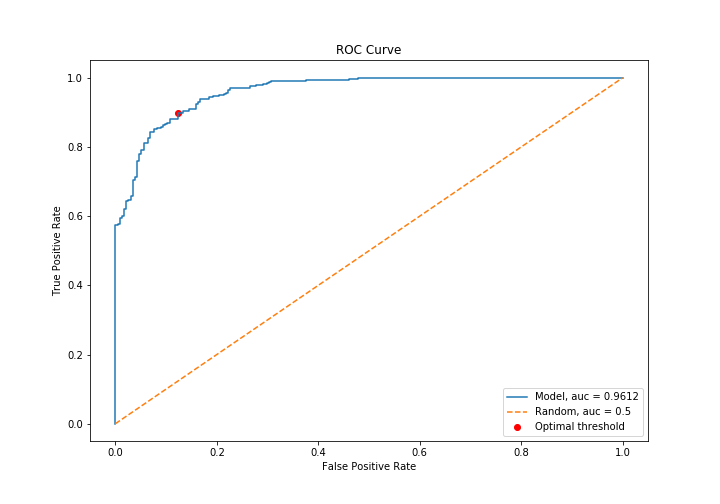 ROC Curve
1.0
0.8
0.6
0.4
0.2
0.0
True Positive Rate
0.0 0.2 0.4 0.6 0.8 1.0
False Positive Rate
Model, auc = 0.9612
Random, auc = 0.5
Optimal threshold